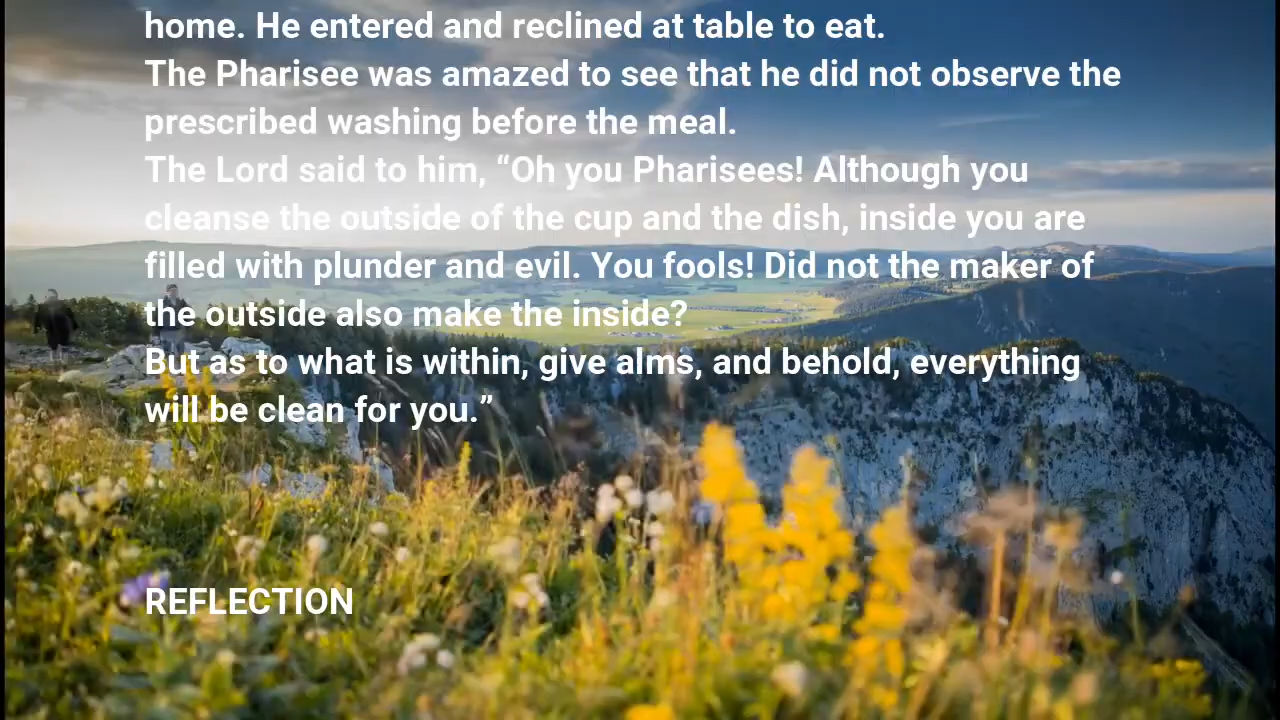 home. He entered and reclined at table to eat.
The Pharisee was amazed to see that he did not observe the
prescribed washing before the meal.
The Lord said to him, “Oh you Pharisees! Although you
cleanse the outside of the cup and the dish, inside you are
filled with plunder and evil. You fools! Did not the maker of
the outside also make the inside?
But as to what is within, give alms, and behold, everything
will be clean for you.”
REFLECTION